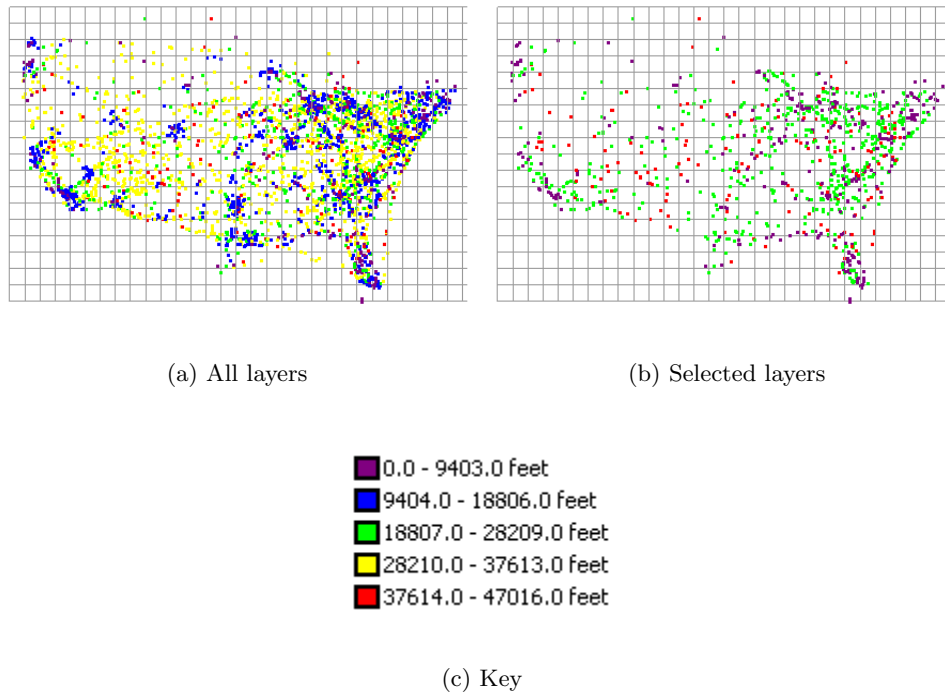 (a) All layers
(b) Selected layers
0.0 - 9403.0 feet
9404.0 - 18806.0 feet
18807.0 - 28209.0 feet
28210.0 - 37613.0 feet
37614.0 - 47016.0 feet
(c) Key